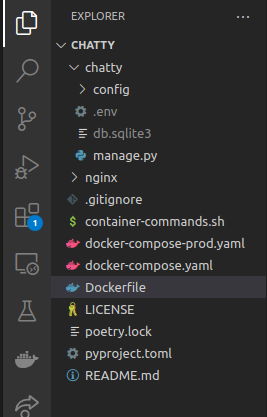 EXPLORER
CHATTY
chatty
config
.env
db.sqlite3
manage.py
nginx
.gitignore
$ container-commands.sh
docker-compose-prod.yaml
docker-compose.yaml
Dockerfile
LICENSE
poetry.lock
pyproject.toml
README.md
1